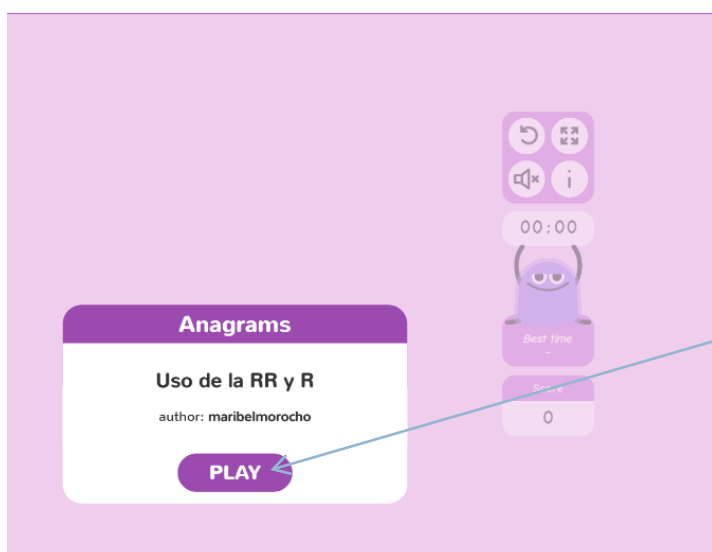 00:00
Best time
-
Score
0
Anagrams
Uso de la RR y R
author: maribelmorocho
PLAY